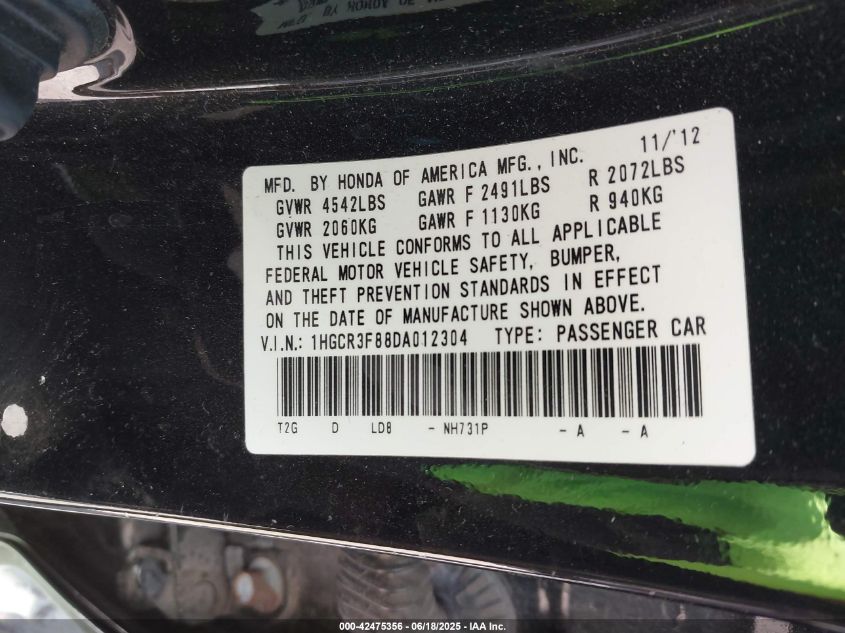 11/'12
MFD. BY HONDA OF AMERICA MFG., INC.
GVWR 4542LBS GAWR F 2491LBS R 2072LBS
GVWR 2060KG GAWR F 1130KG R 940KG
THIS VEHICLE CONFORMS TO ALL APPLICABLE
FEDERAL MOTOR VEHICLE SAFETY, BUMPER,
AND THEFT PREVENTION STANDARDS IN EFFECT
ON THE DATE OF MANUFACTURE SHOWN ABOVE.
V.I.N.: 1HGCR3F88DA012304 TYPE: PASSENGER CAR
T2G D LD8 - NH731P - A - A
000-42475356 - 06/18/2025 - IAA Inc.